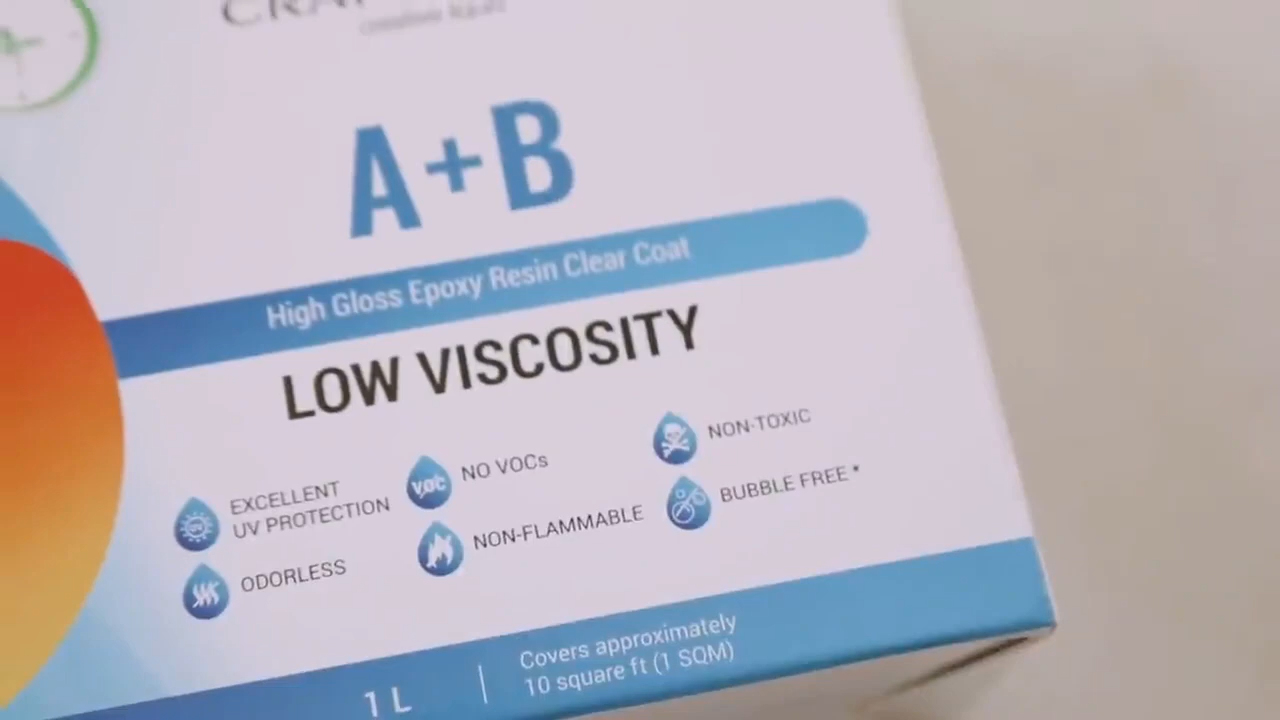 A+B
High Gloss Epoxy Resin Clear Coat
LOW VISCOSITY
EXCELLENT
UV PROTECTION
NO VOCs
VOC
NON-TOXIC
ODORLESS
NON-FLAMMABLE
BUBBLE FREE *
1 L
Covers approximately
10 square ft (1 SQM)